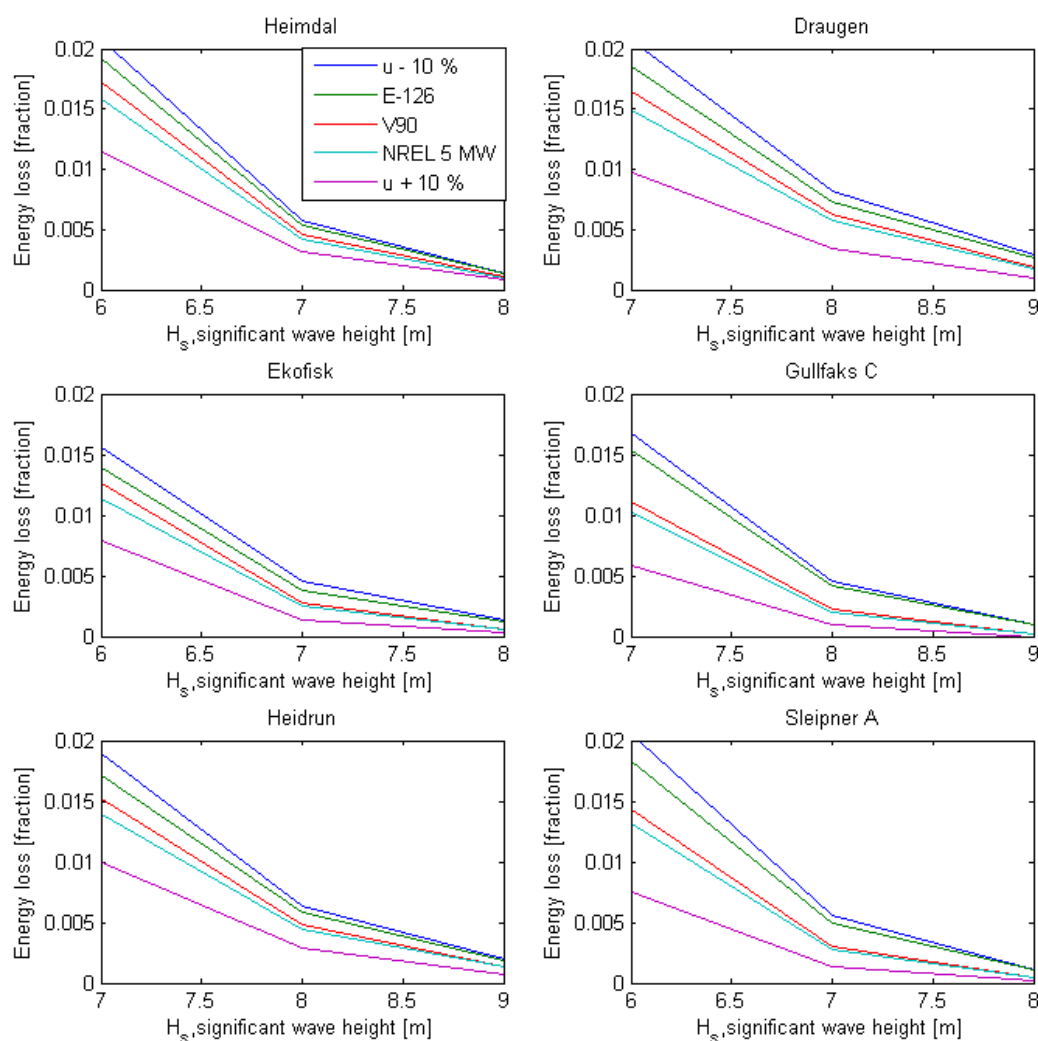 Heimdal
0.02
0.015
0.01
0.005
0
Energy loss [fraction]
6
6.5
7
7.5
8
H_s,significant wave height [m]
u - 10 %
E-126
V90
NREL 5 MW
u + 10 %
Draugen
0.02
0.015
0.01
0.005
0
Energy loss [fraction]
7
7.5
8
8.5
9
H_s,significant wave height [m]
Ekofisk
0.02
0.015
0.01
0.005
0
Energy loss [fraction]
6
6.5
7
7.5
8
H_s,significant wave height [m]
Gullfaks C
0.02
0.015
0.01
0.005
0
Energy loss [fraction]
7
7.5
8
8.5
9
H_s,significant wave height [m]
Heidrun
0.02
0.015
0.01
0.005
0
Energy loss [fraction]
7
7.5
8
8.5
9
H_s,significant wave height [m]
Sleipner A
0.02
0.015
0.01
0.005
0
Energy loss [fraction]
6
6.5
7
7.5
8
H_s,significant wave height [m]